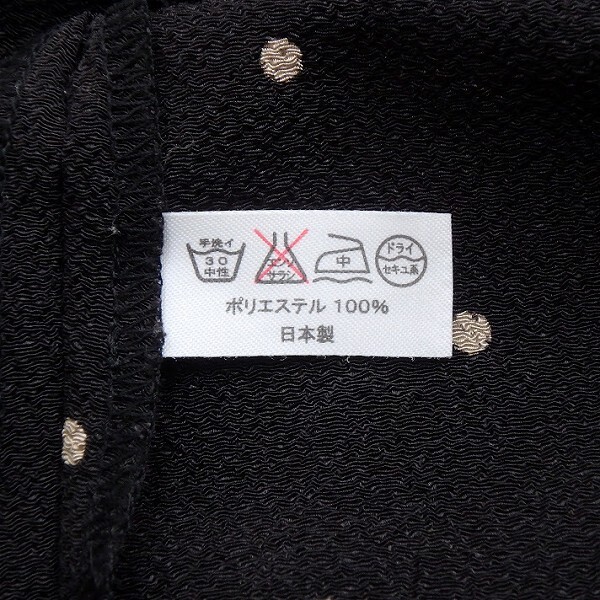 手洗イ
30
中性
エンソ
サラシ
中
ドライ
セキユ系
ポリエステル 100%
日本製